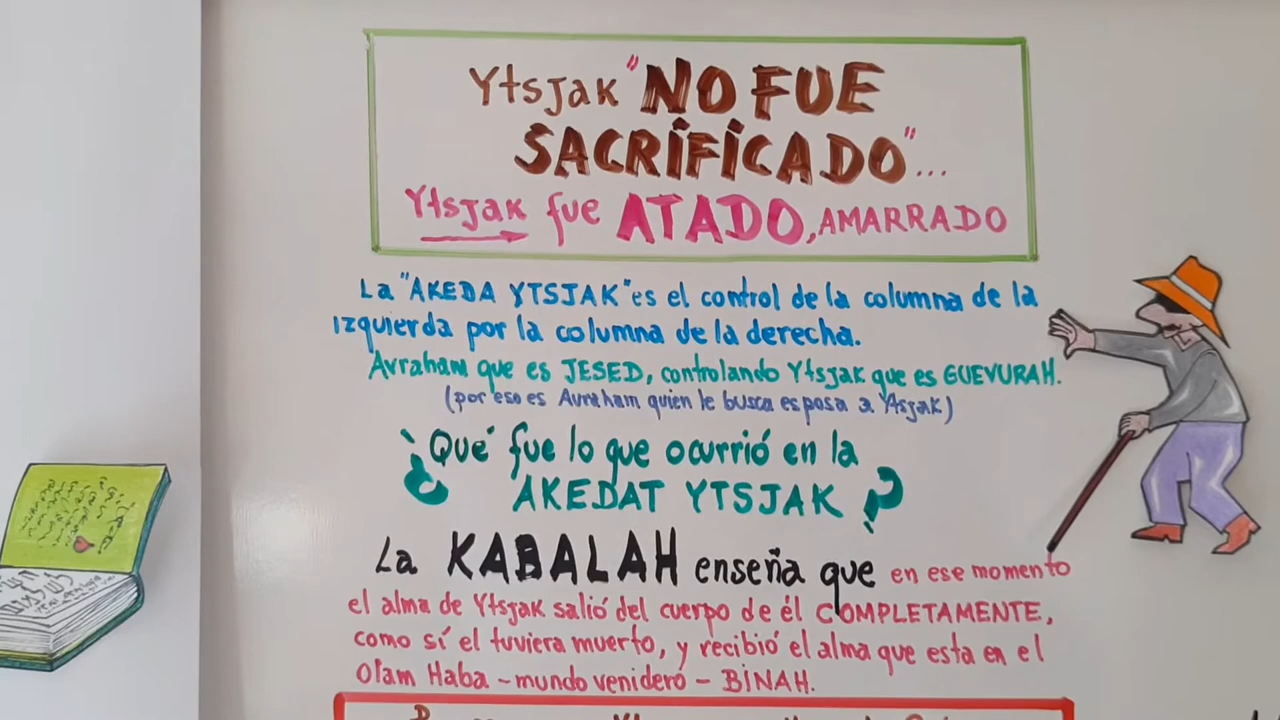 Ytsjak "NO FUE
SACRIFICADO"...
Ytsjak fue ATADO, AMARRADO
La "AKEDA YTSJAK" es el control de la columna de la
Izquierda por la columna de la derecha.
Avraham que es JESED, controlando Ytsjak que es GUEVURAH.
(por eso es Avraham quien le busca esposa a Ytsjak)
¿Qué fue lo que ocurrió en la
AKEDAT YTSJAK?
La KABALAH enseña que en ese momento
el alma de Ytsjak salió del cuerpo de él COMPLETAMENTE,
como sí el tuviera muerto, y recibió el alma que esta en el
Olam Haba - mundo venidero - BINAH.